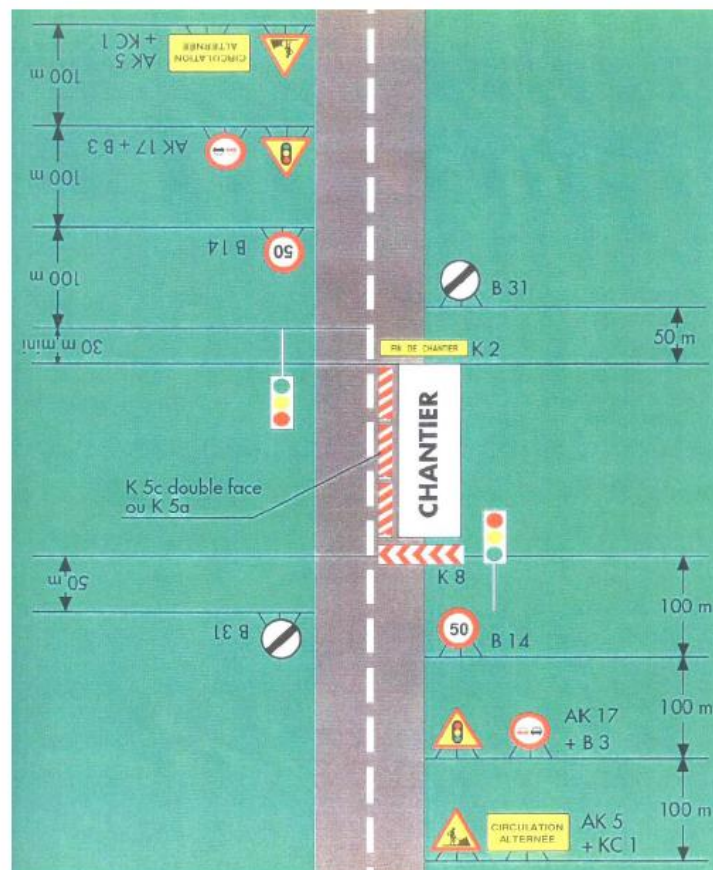 100 m
CIRCULATION
ALTERNÉE
AK 5
+ KC 1
100 m
AK 17 + B 3
100 m
B 14
50
30 m mini
B 31
50 m
FIN DE CHANTIER
K 2
CHANTIER
K 5c double face
ou K 5a
K 8
50 m
B 31
100 m
50
B 14
100 m
AK 17
+ B 3
100 m
CIRCULATION
ALTERNÉE
AK 5
+ KC 1